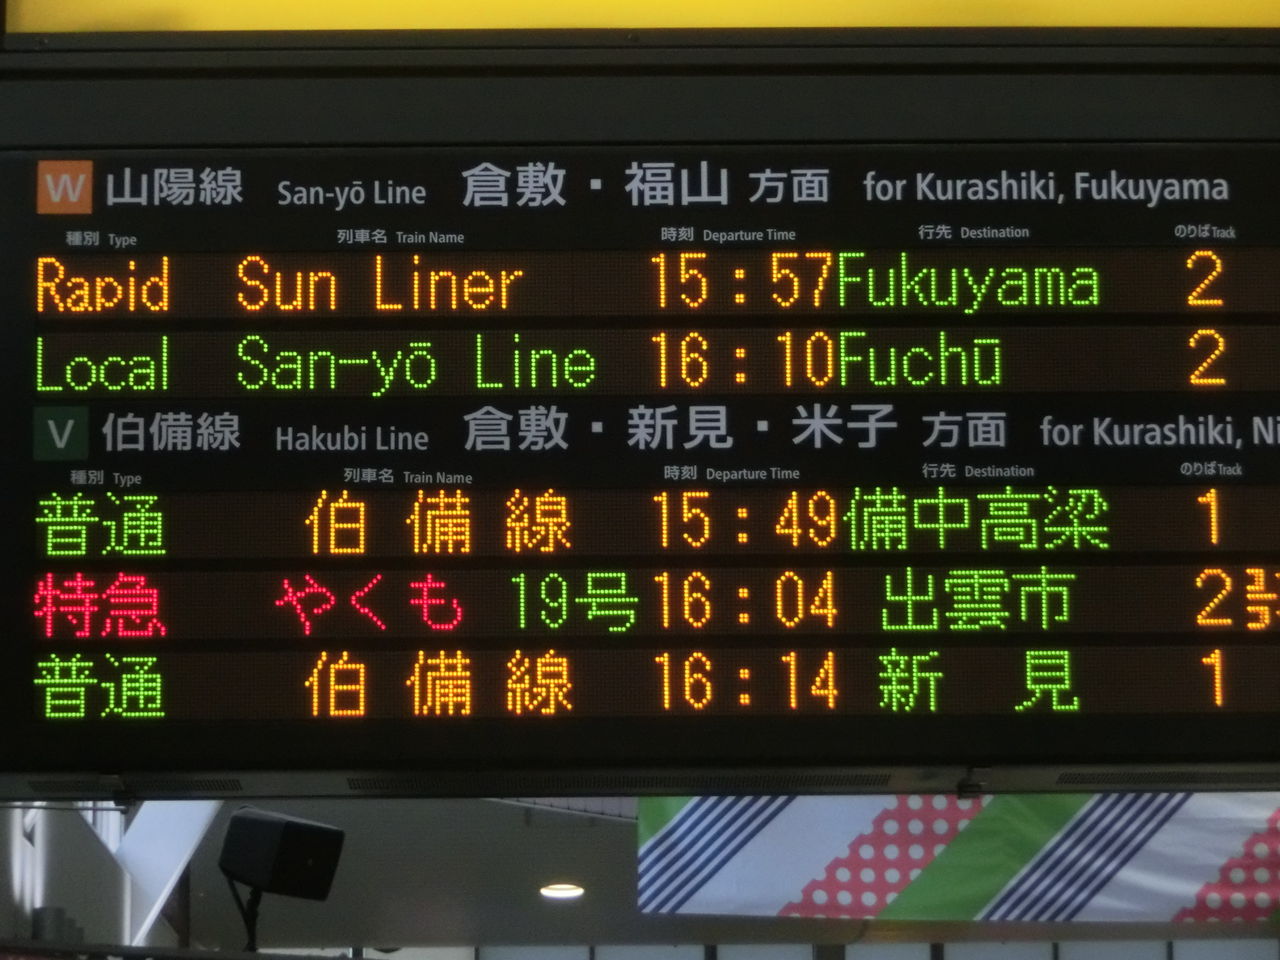 W 山陽線 San-yō Line 倉敷・福山 方面 for Kurashiki, Fukuyama
種別 Type 列車名 Train Name 時刻 Departure Time 行先 Destination のりば Track
Rapid Sun Liner 15:57 Fukuyama 2
Local San-yō Line 16:10 Fuchū 2
V 伯備線 Hakubi Line 倉敷・新見・米子 方面 for Kurashiki, Ni
種別 Type 列車名 Train Name 時刻 Departure Time 行先 Destination のりば Track
普通 伯備線 15:49 備中高梁 1
特急 やくも 19号 16:04 出雲市 2
普通 伯備線 16:14 新見 1